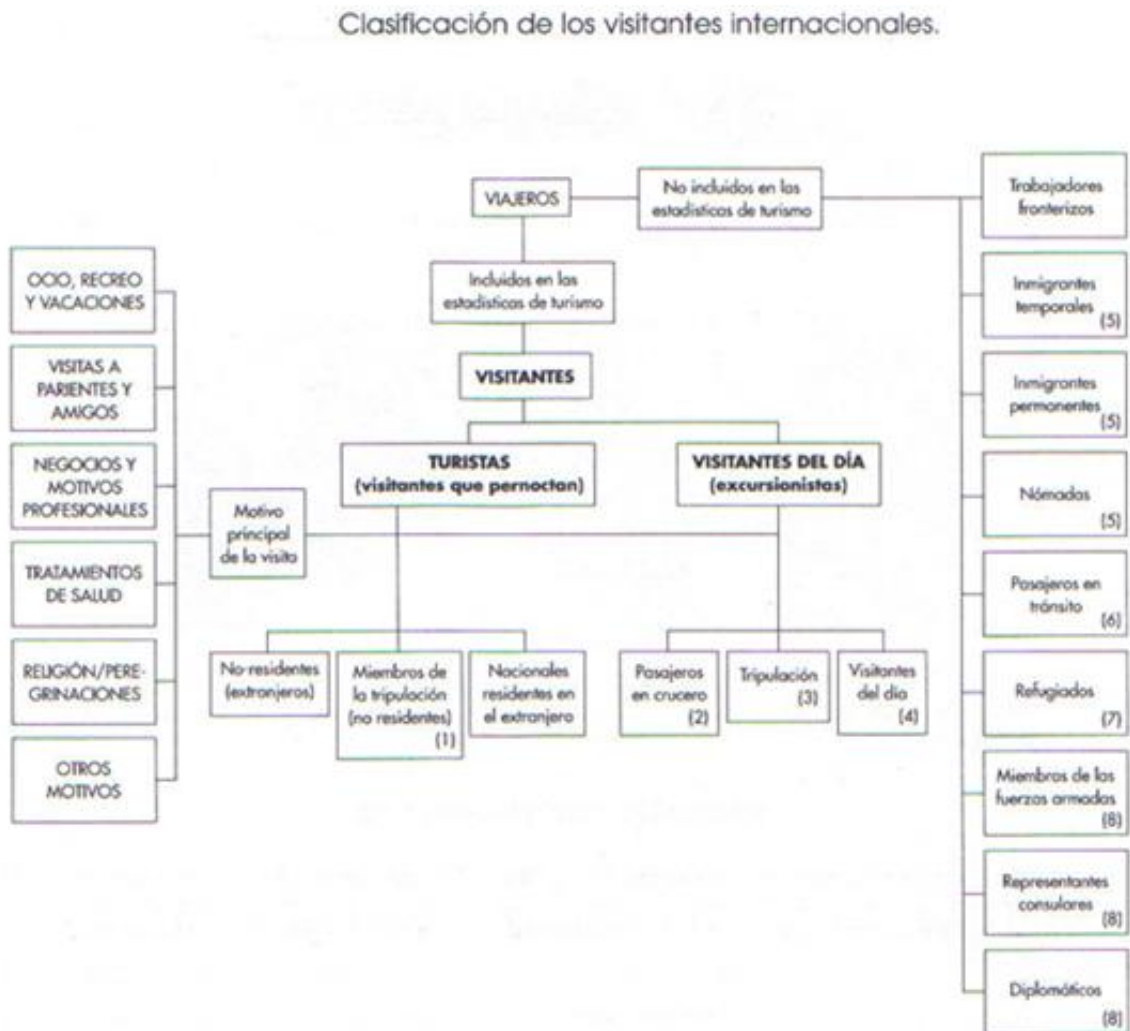 Clasificación de los visitantes internacionales.
VIAJEROS
No incluidos en las
estadísticas de turismo
Incluidos en las
estadísticas de turismo
VISITANTES
TURISTAS
(visitantes que pernoctan)
VISITANTES DEL DÍA
(excursionistas)
Motivo
principal
de la visita
OCIO, RECREO
Y VACACIONES
VISITAS A
PARIENTES Y
AMIGOS
NEGOCIOS Y
MOTIVOS
PROFESIONALES
TRATAMIENTOS
DE SALUD
RELIGIÓN/PERE-
GRINACIONES
OTROS
MOTIVOS
No-residentes
(extranjeros)
Miembros de
la tripulación
(no residentes)
(1)
Nacionales
residentes en
el extranjero
Pasajeros
en crucero
(2)
Tripulación
(3)
Visitantes
del día
(4)
Trabajadores
fronterizos
Inmigrantes
temporales
(5)
Inmigrantes
permanentes
(5)
Nómadas
(5)
Pasajeros en
tránsito
(6)
Refugiados
(7)
Miembros de las
fuerzas armadas
(8)
Representantes
consulares
(8)
Diplomáticos
(8)